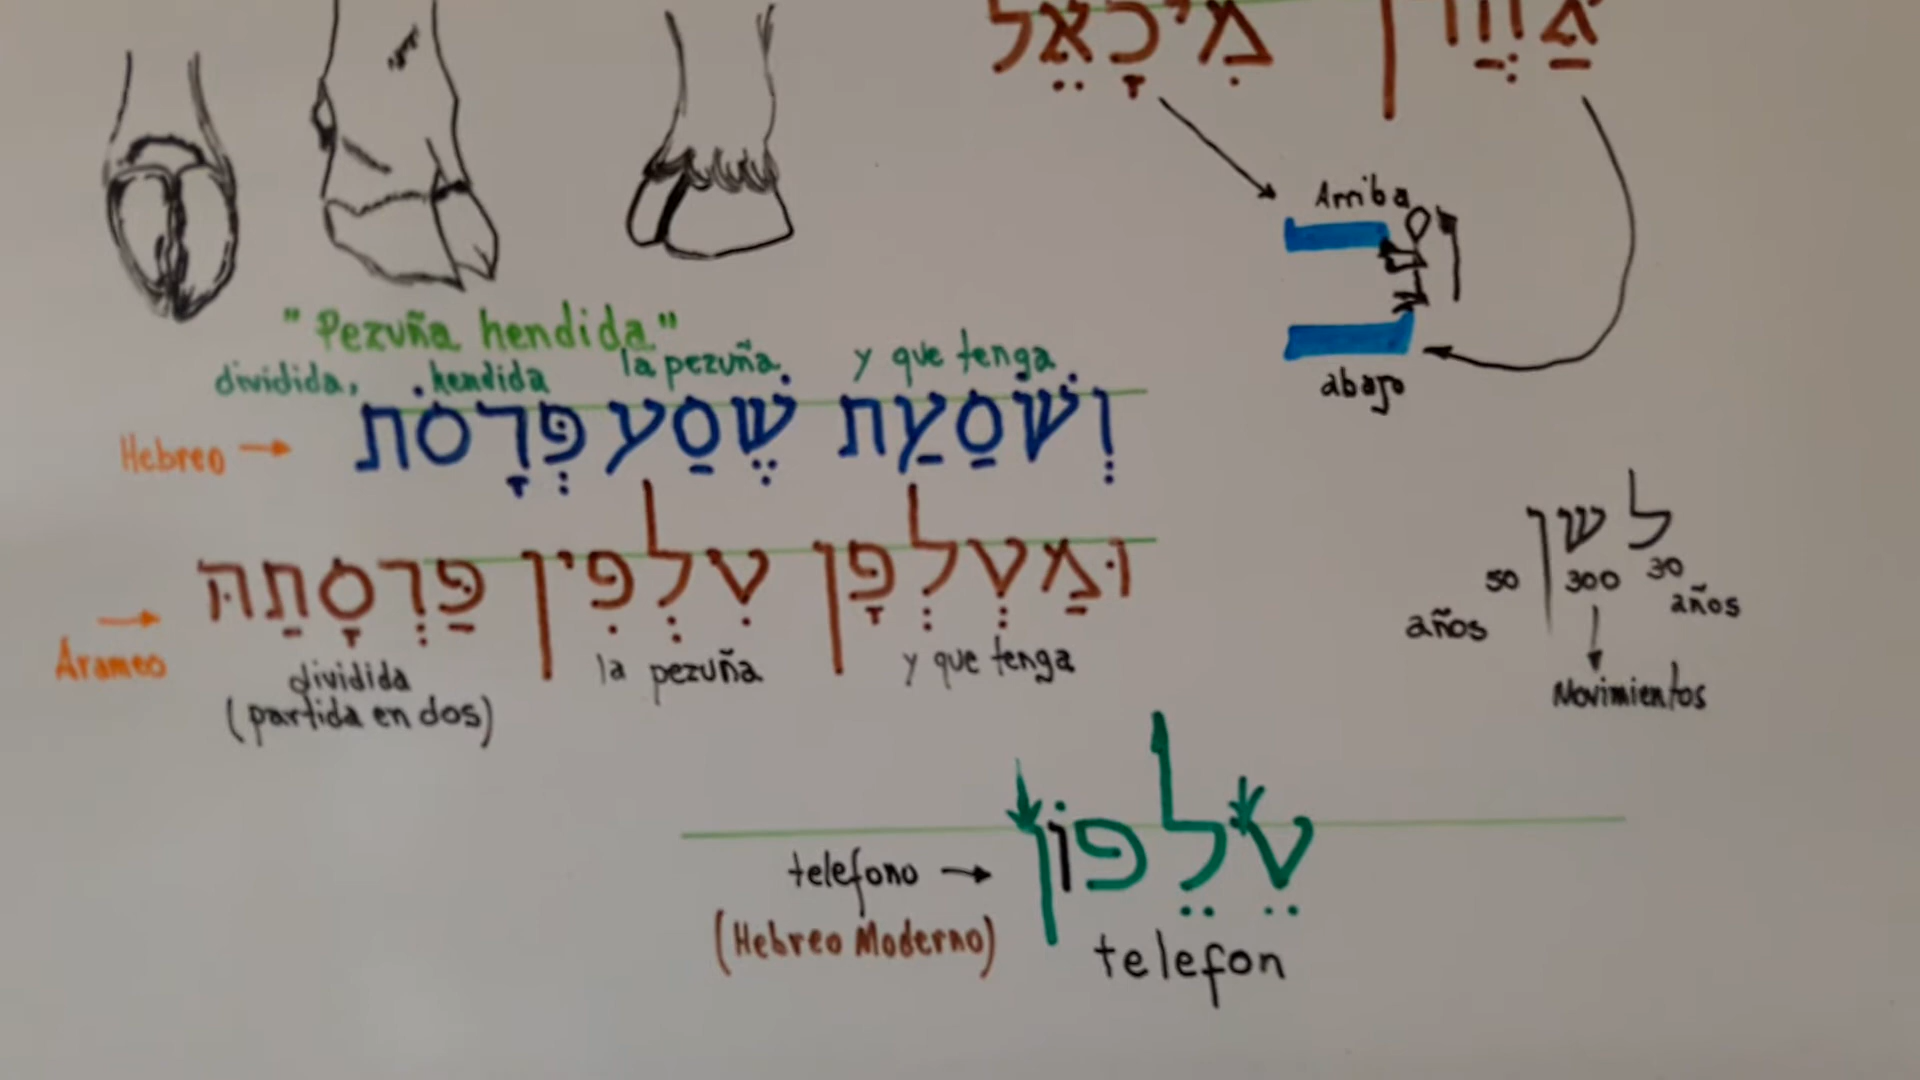 מִיכָאֵל
Arriba
abajo
"Pezuña hendida"
dividida, hendida la pezuña y que tenga
Hebreo → וְשֹׁסַעַת שֶׁסַע פְּרָסֹת
ומַטְלְפָן טִלְפִין פַּרְסָתַהּ
Arameo
dividida la pezuña y que tenga
(partida en dos)
לשן
50 300 30
años años
Movimientos
telefono → טֵלֵפוֹן
(Hebreo Moderno) telefon